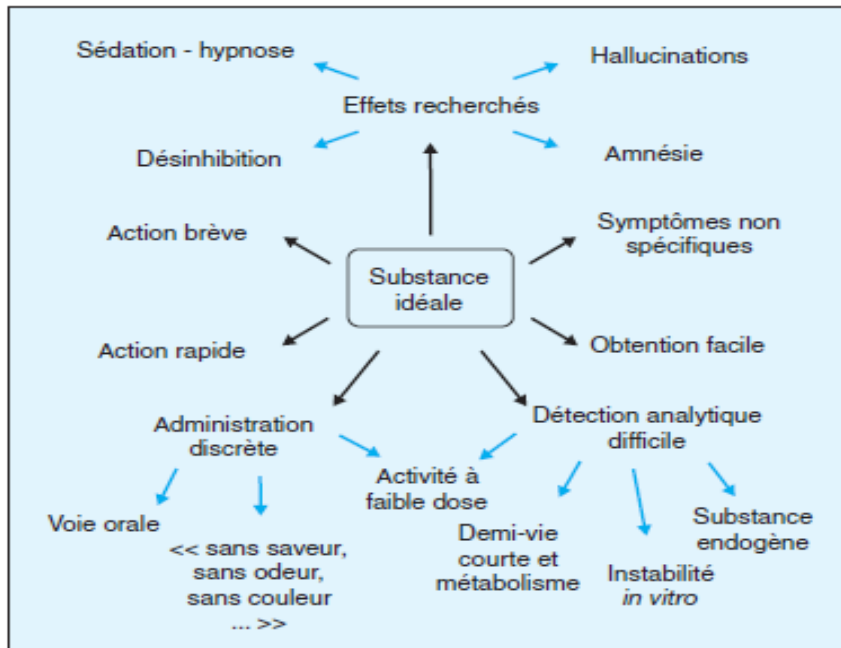 Sédation - hypnose
Hallucinations
Effets recherchés
Désinhibition
Amnésie
Action brève
Symptômes non
spécifiques
Substance
idéale
Action rapide
Obtention facile
Administration
discrète
Détection analytique
difficile
Activité à
faible dose
Voie orale
<< sans saveur,
sans odeur,
sans couleur
... >>
Demi-vie
courte et
métabolisme
Instabilité
in vitro
Substance
endogène